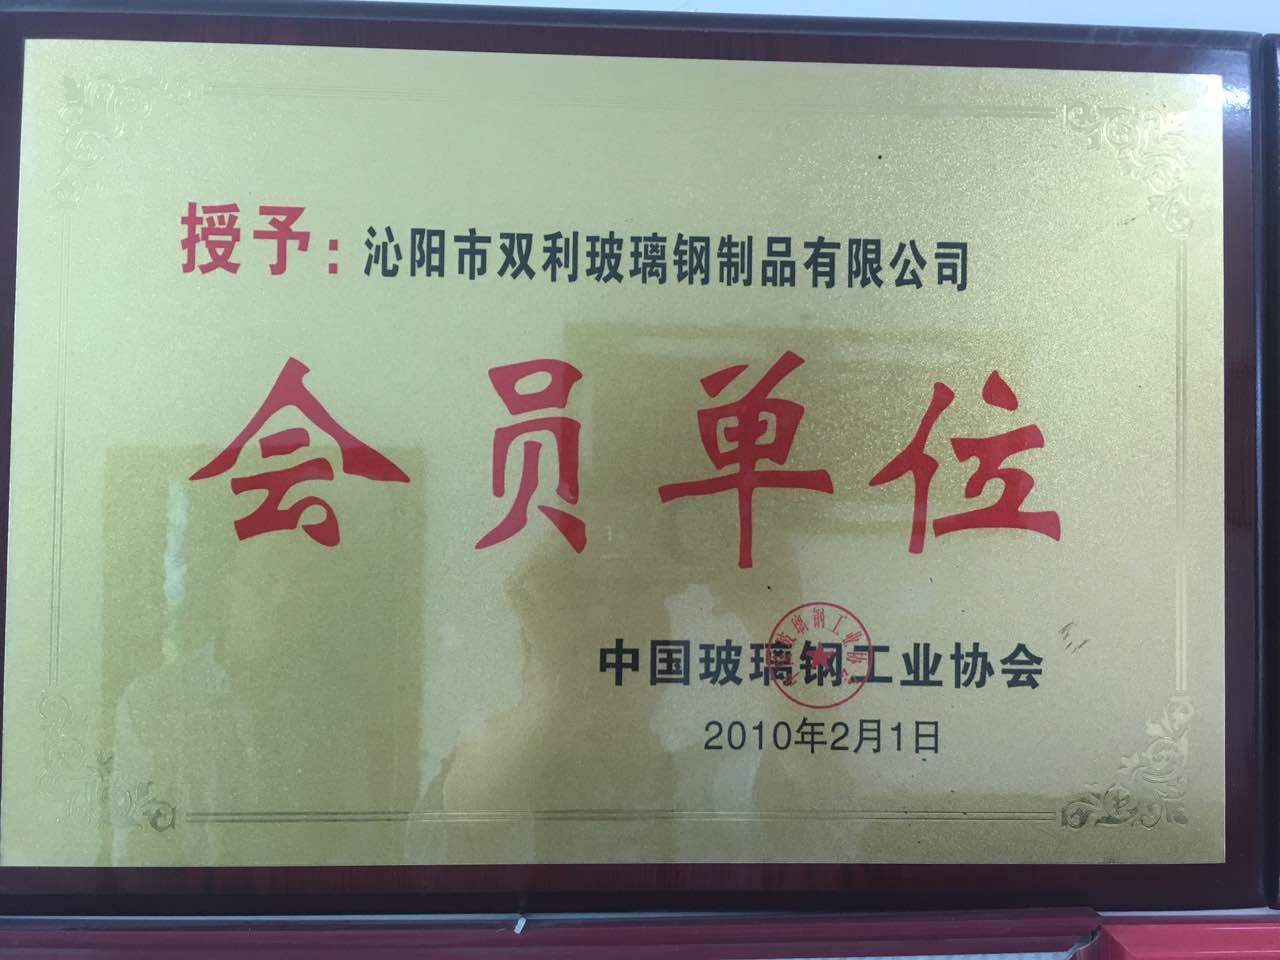 授予：沁阳市双利玻璃钢制品有限公司
会员单位
中国玻璃钢工业协会
2010年2月1日